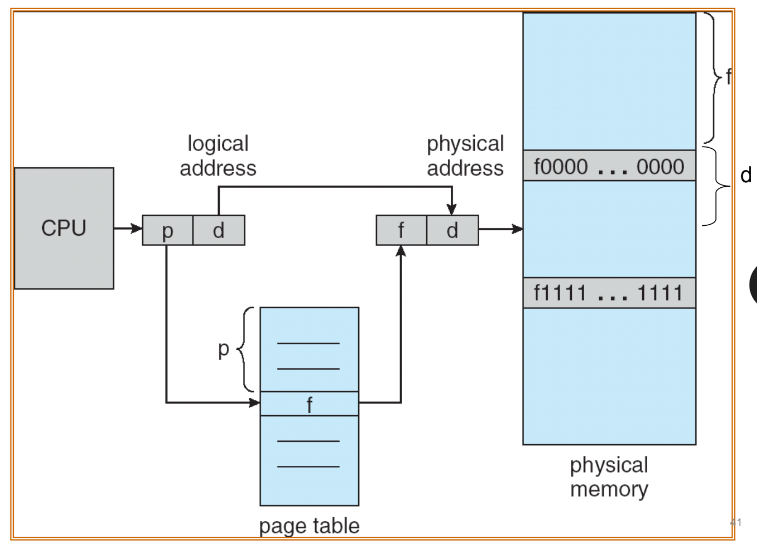 f
logical
address
physical
address
f0000 ... 0000
d
CPU
p d
f d
f1111 ... 1111
p
f
physical
memory
page table
41